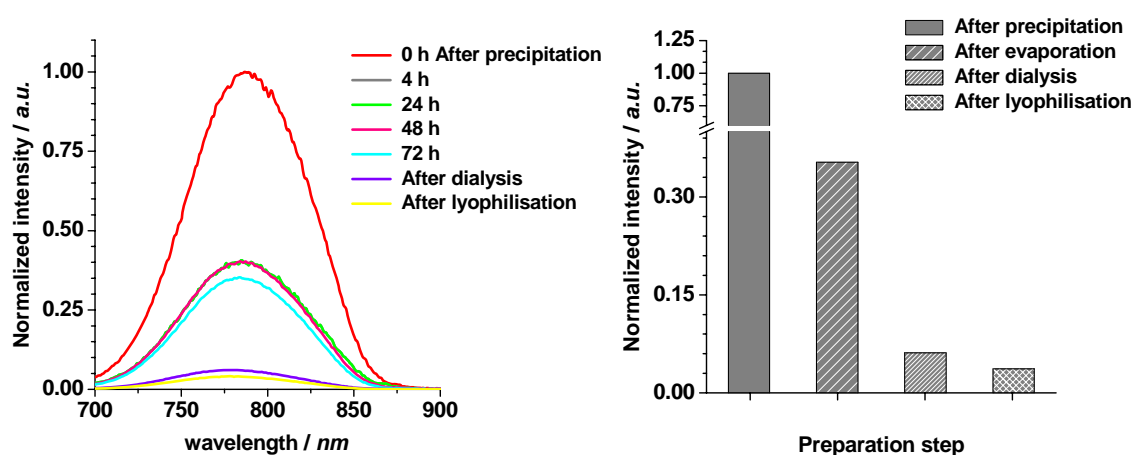 0 h After precipitation
4 h
24 h
48 h
72 h
After dialysis
After lyophilisation
Normalized intensity / a.u.
1.00
0.75
0.50
0.25
0.00
700 750 800 850 900
wavelength / nm
After precipitation
After evaporation
After dialysis
After lyophilisation
Normalized intensity / a.u.
1.25
1.00
0.75
0.30
0.15
0.00
Preparation step